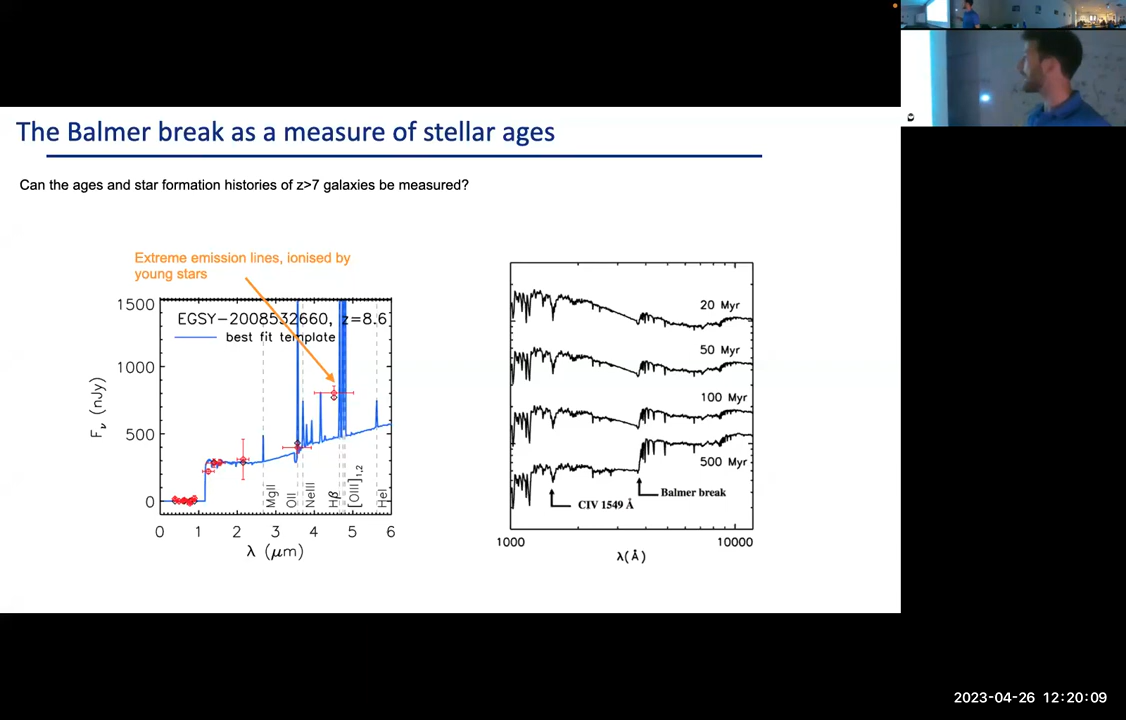 The Balmer break as a measure of stellar ages
Can the ages and star formation histories of z>7 galaxies be measured?
Extreme emission lines, ionised by
young stars
EGSY-2008532660, z=8.6
best fit template
1500
1000
500
0
Fν (nJy)
MgII
OII
NeIII
Hβ
[OIII]1,2
HeI
0 1 2 3 4 5 6
λ (μm)
20 Myr
50 Myr
100 Myr
500 Myr
Balmer break
CIV 1549 Å
1000 10000
λ(Å)
2023-04-26 12:20:09